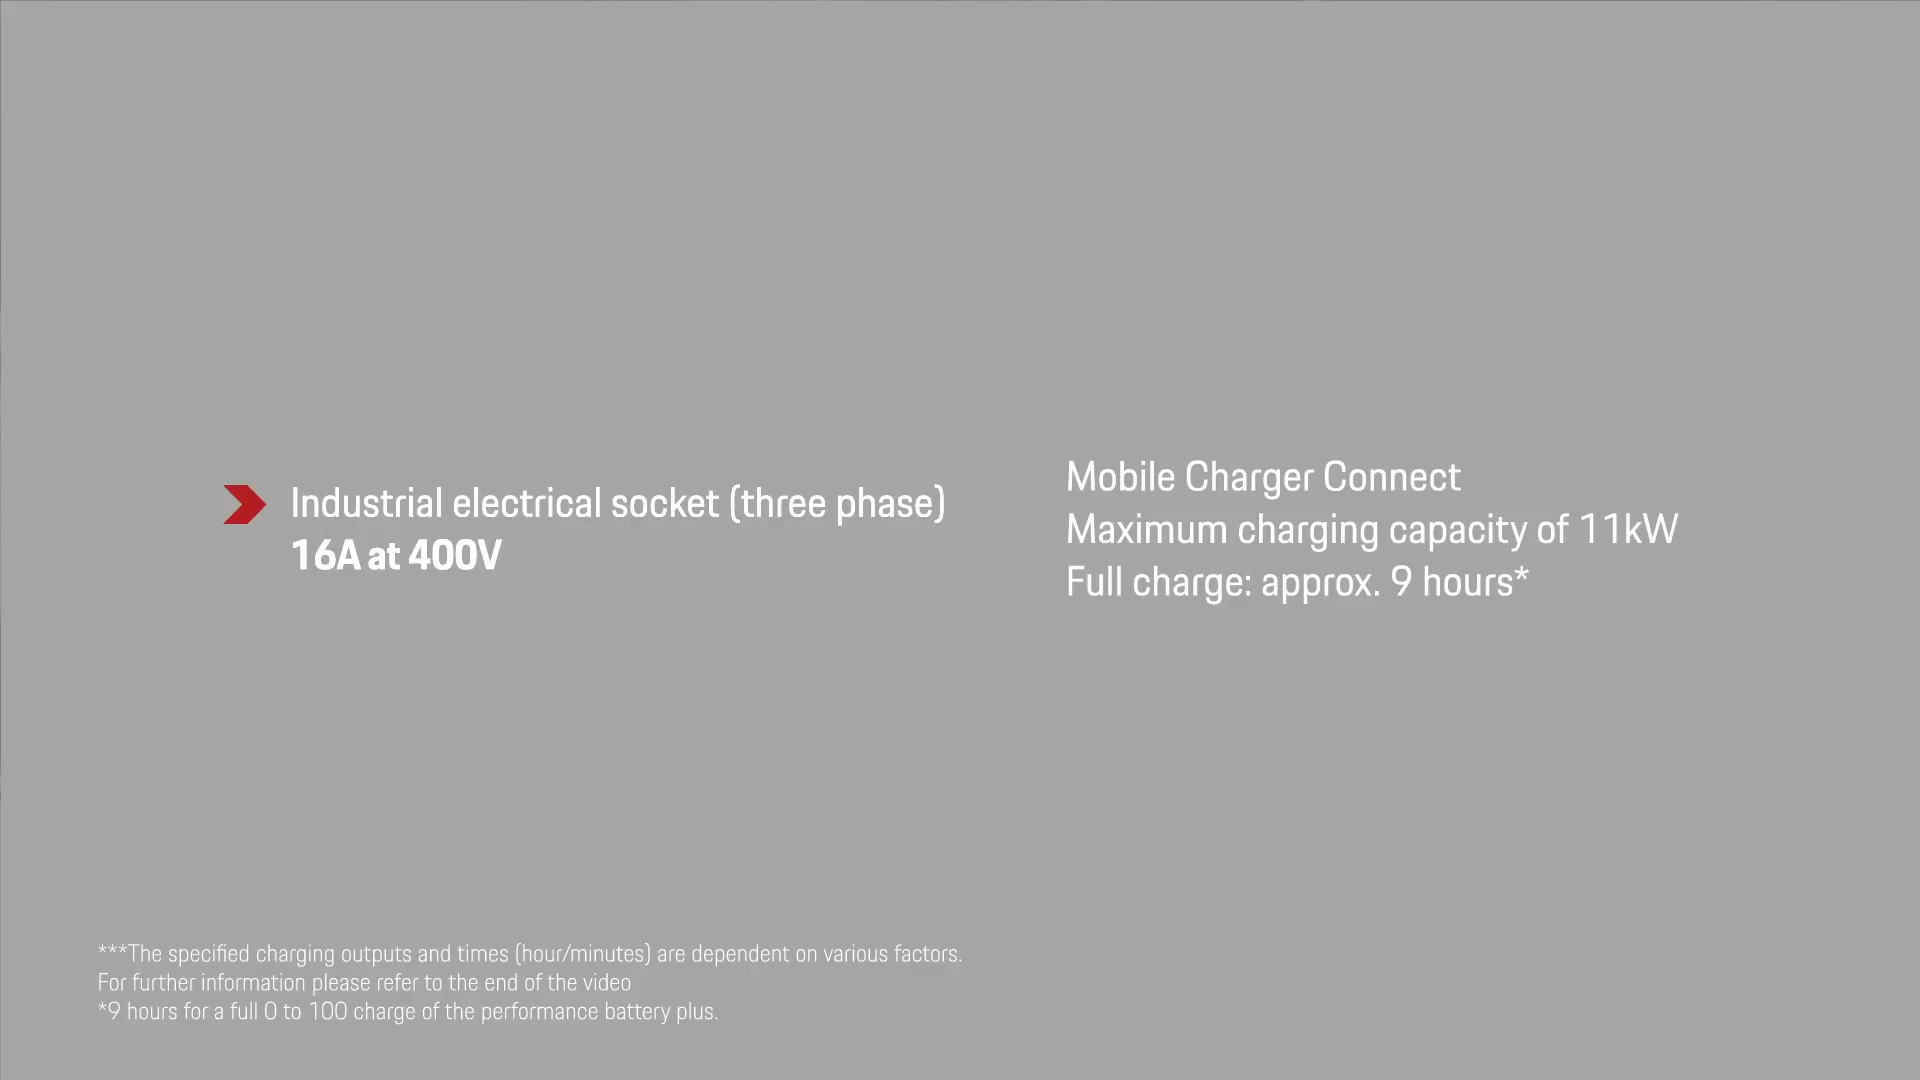 Industrial electrical socket (three phase)
16A at 400V
Mobile Charger Connect
Maximum charging capacity of 11kW
Full charge: approx. 9 hours*
***The specified charging outputs and times (hour/minutes) are dependent on various factors.
For further information please refer to the end of the video
*9 hours for a full 0 to 100 charge of the performance battery plus.